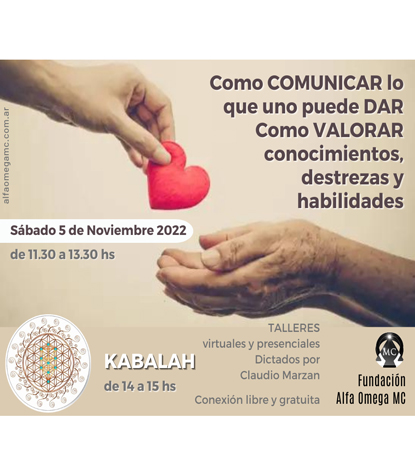 Como COMUNICAR lo
que uno puede DAR
Como VALORAR
conocimientos,
destrezas y
habilidades
alfaomegamc.com.ar
Sábado 5 de Noviembre 2022
de 11.30 a 13.30 hs
KABALAH
de 14 a 15 hs
TALLERES
virtuales y presenciales
Dictados por
Claudio Marzan
Conexión libre y gratuita
MC
Fundación
Alfa Omega MC